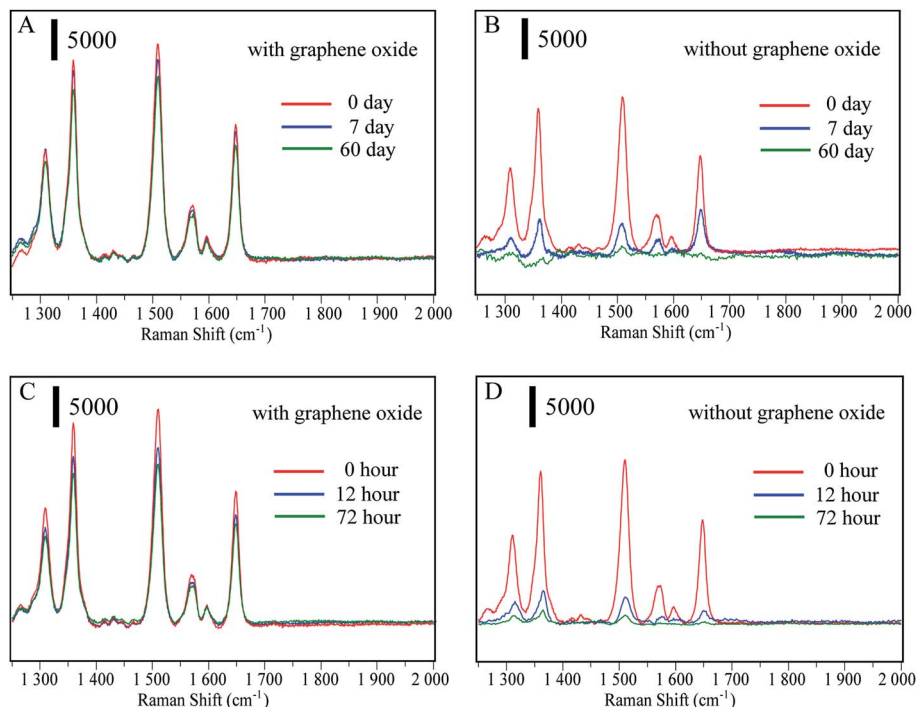 A
5000
with graphene oxide
0 day
7 day
60 day
1 300 1 400 1 500 1 600 1 700 1 800 1 900 2 000
Raman Shift (cm-1)
B
5000
without graphene oxide
0 day
7 day
60 day
1 300 1 400 1 500 1 600 1 700 1 800 1 900 2 000
Raman Shift (cm-1)
C
5000
with graphene oxide
0 hour
12 hour
72 hour
1 300 1 400 1 500 1 600 1 700 1 800 1 900 2 000
Raman Shift (cm-1)
D
5000
without graphene oxide
0 hour
12 hour
72 hour
1 300 1 400 1 500 1 600 1 700 1 800 1 900 2 000
Raman Shift (cm-1)